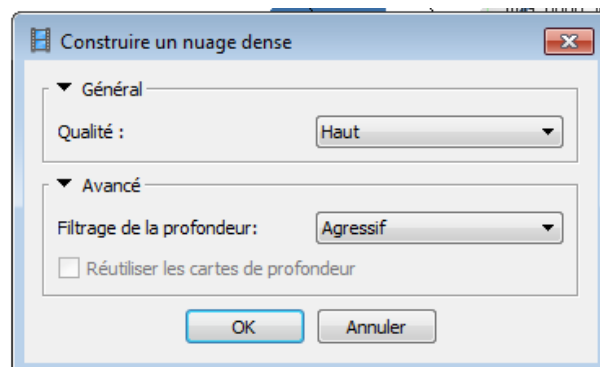 Construire un nuage dense
Général
Qualité :
Haut
Avancé
Filtrage de la profondeur:
Agressif
Réutiliser les cartes de profondeur
OK
Annuler